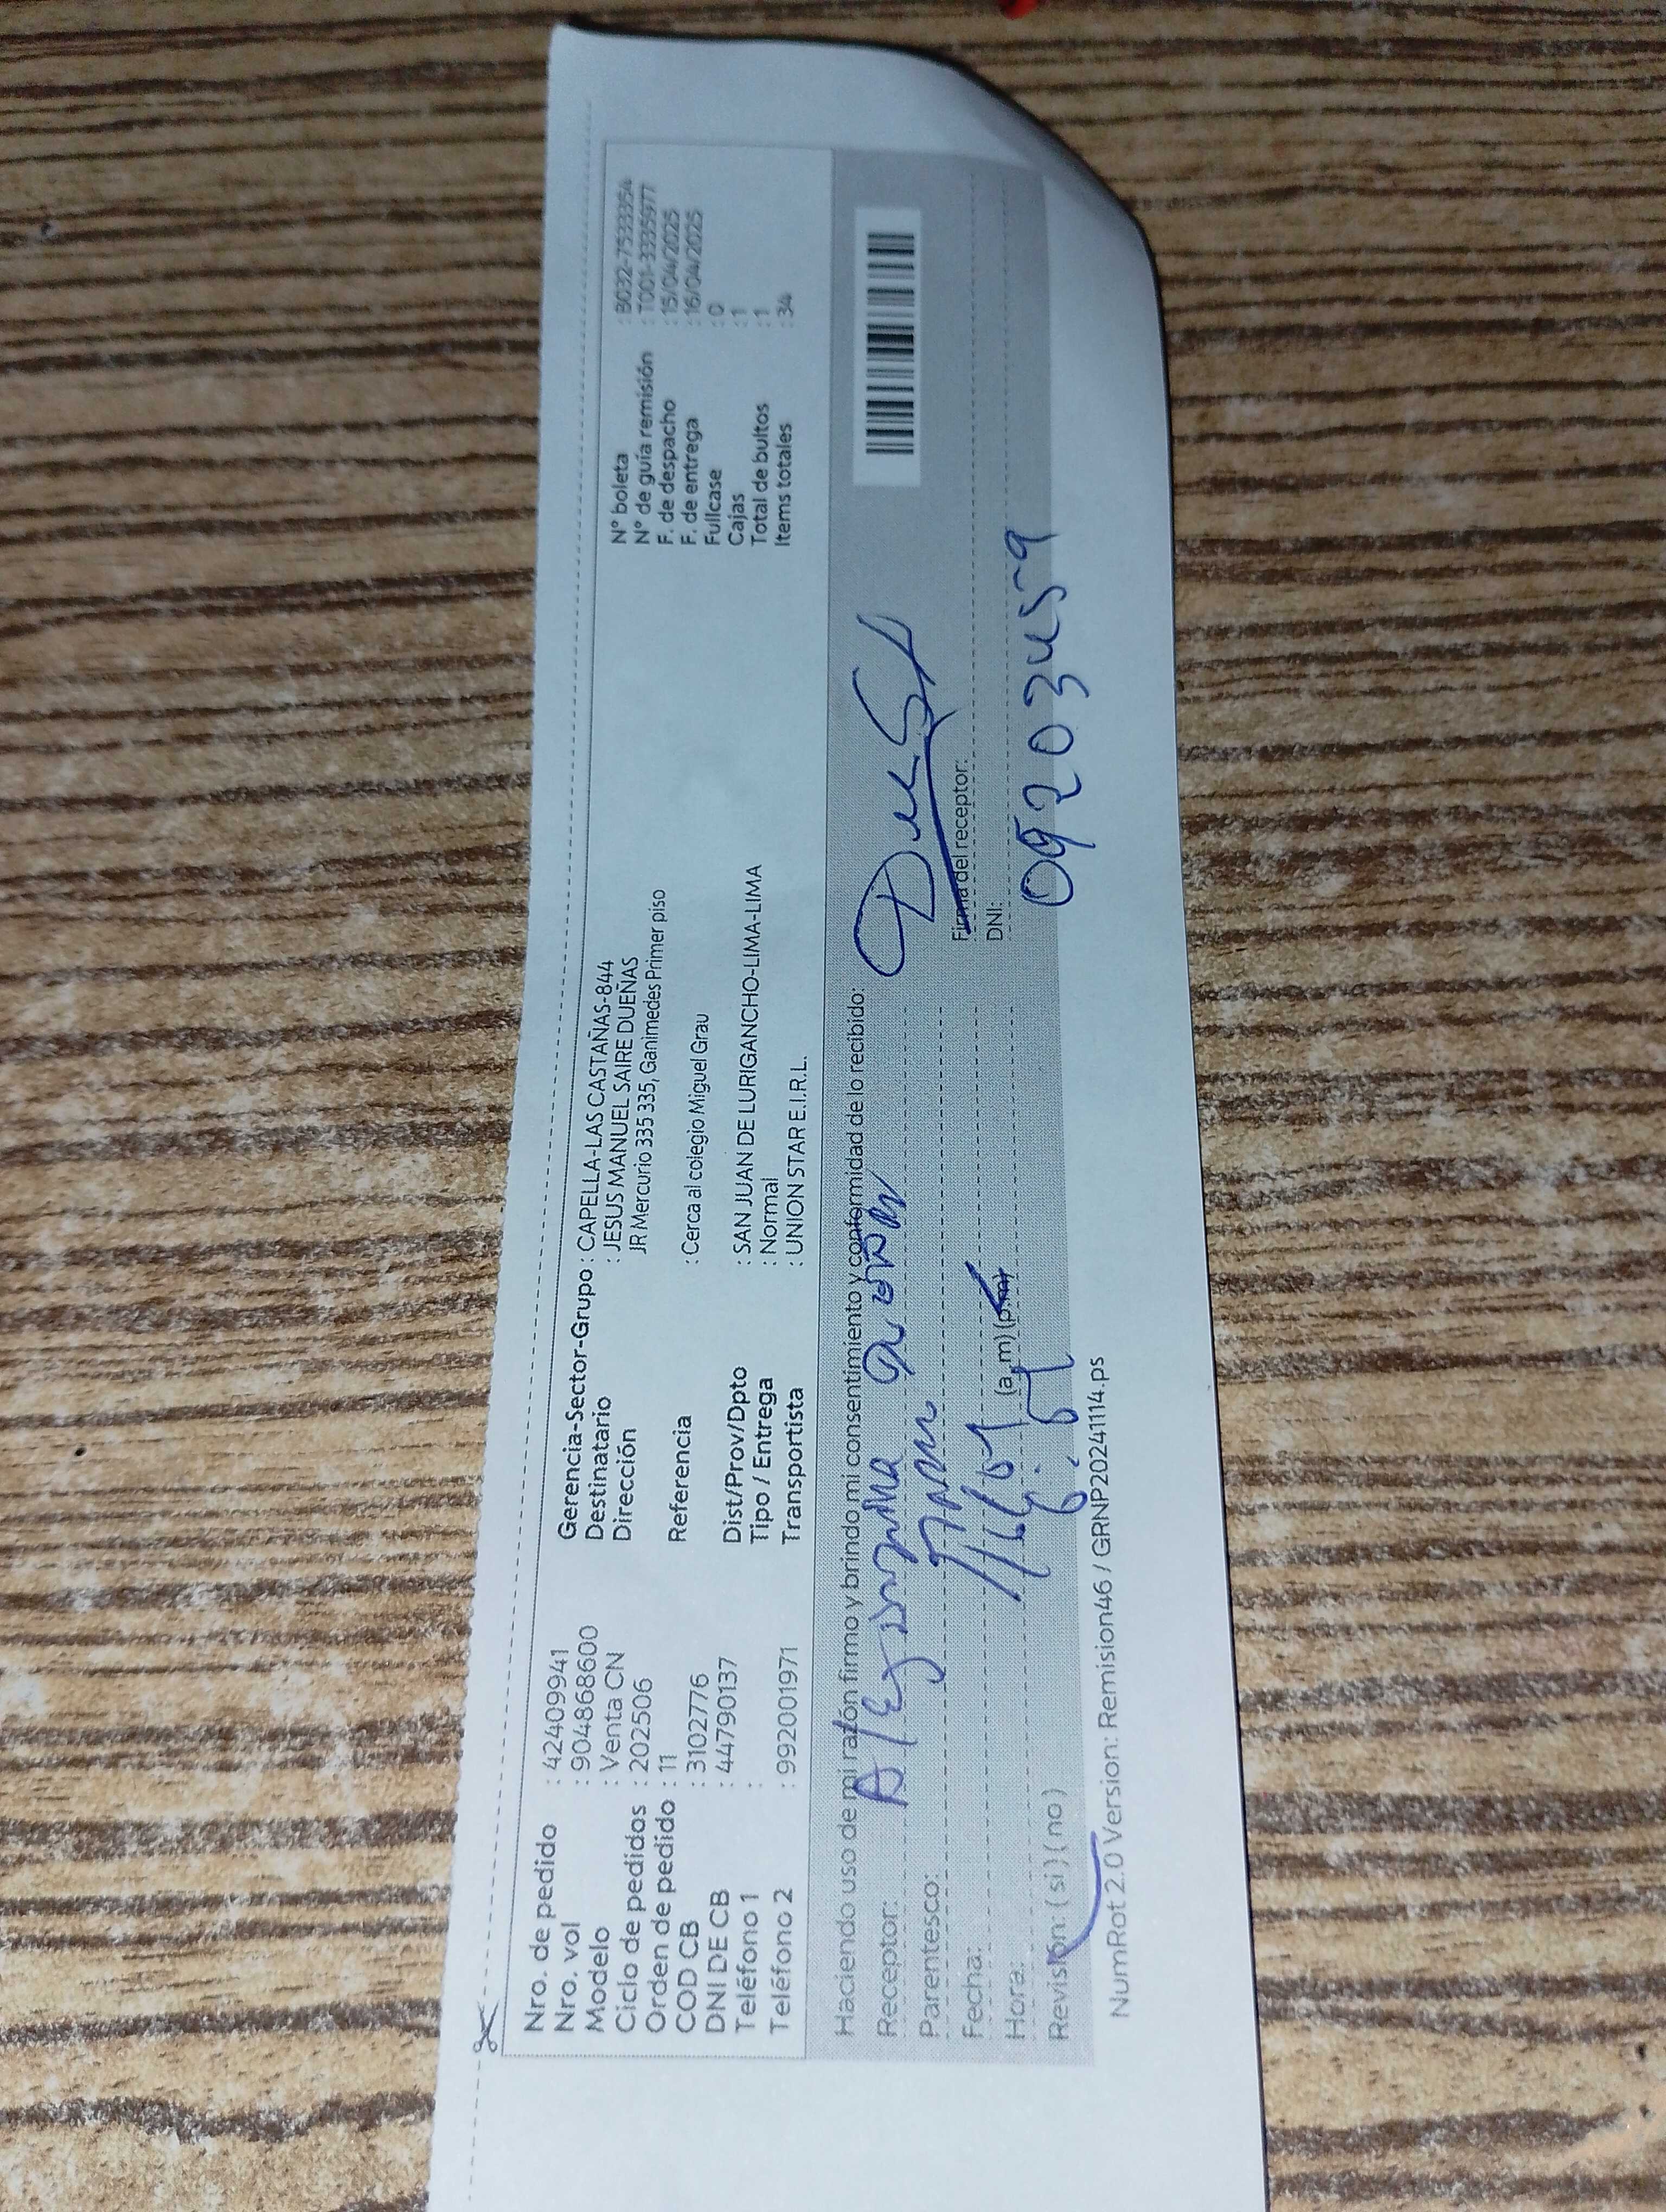 Nro. de pedido : 42409941
Nro. vol : 90486868600
Modelo : Venta CN
Ciclo de pedidos : 202506
Orden de pedido : 11
COD CB : 3102776
DNI DE CB : 44790137
Teléfono 1 :
Teléfono 2 : 992001971
Gerencia-Sector-Grupo : CAPELLA-LAS CASTAÑAS-844
Destinatario : JESUS MANUEL SAIRE DUEÑAS
Dirección JR Mercurio 335 335, Ganimedes Primer piso
Referencia : Cerca al colegio Miguel Grau
Dist/Prov/Dpto : SAN JUAN DE LURIGANCHO-LIMA-LIMA
Tipo / Entrega : Normal
Transportista : UNION STAR E.I.R.L.
N° boleta : B032-7533354
N° de guía remisión : T001-3335977
F. de despacho : 15/04/2025
F. de entrega : 16/04/2025
Fullcase : 0
Cajas : 1
Total de bultos : 1
Items totales : 34
Haciendo uso de mi razón firmo y brindo mi consentimiento y conformidad de lo recibido:
Receptor:
Parentesco:
Fecha:
Hora: (a.m) (p.m)
Revisión: (si) (no)
Firma del receptor:
DNI: 09203459
NumRot 2.0 Version: Remision46 / GRNP20241114.ps